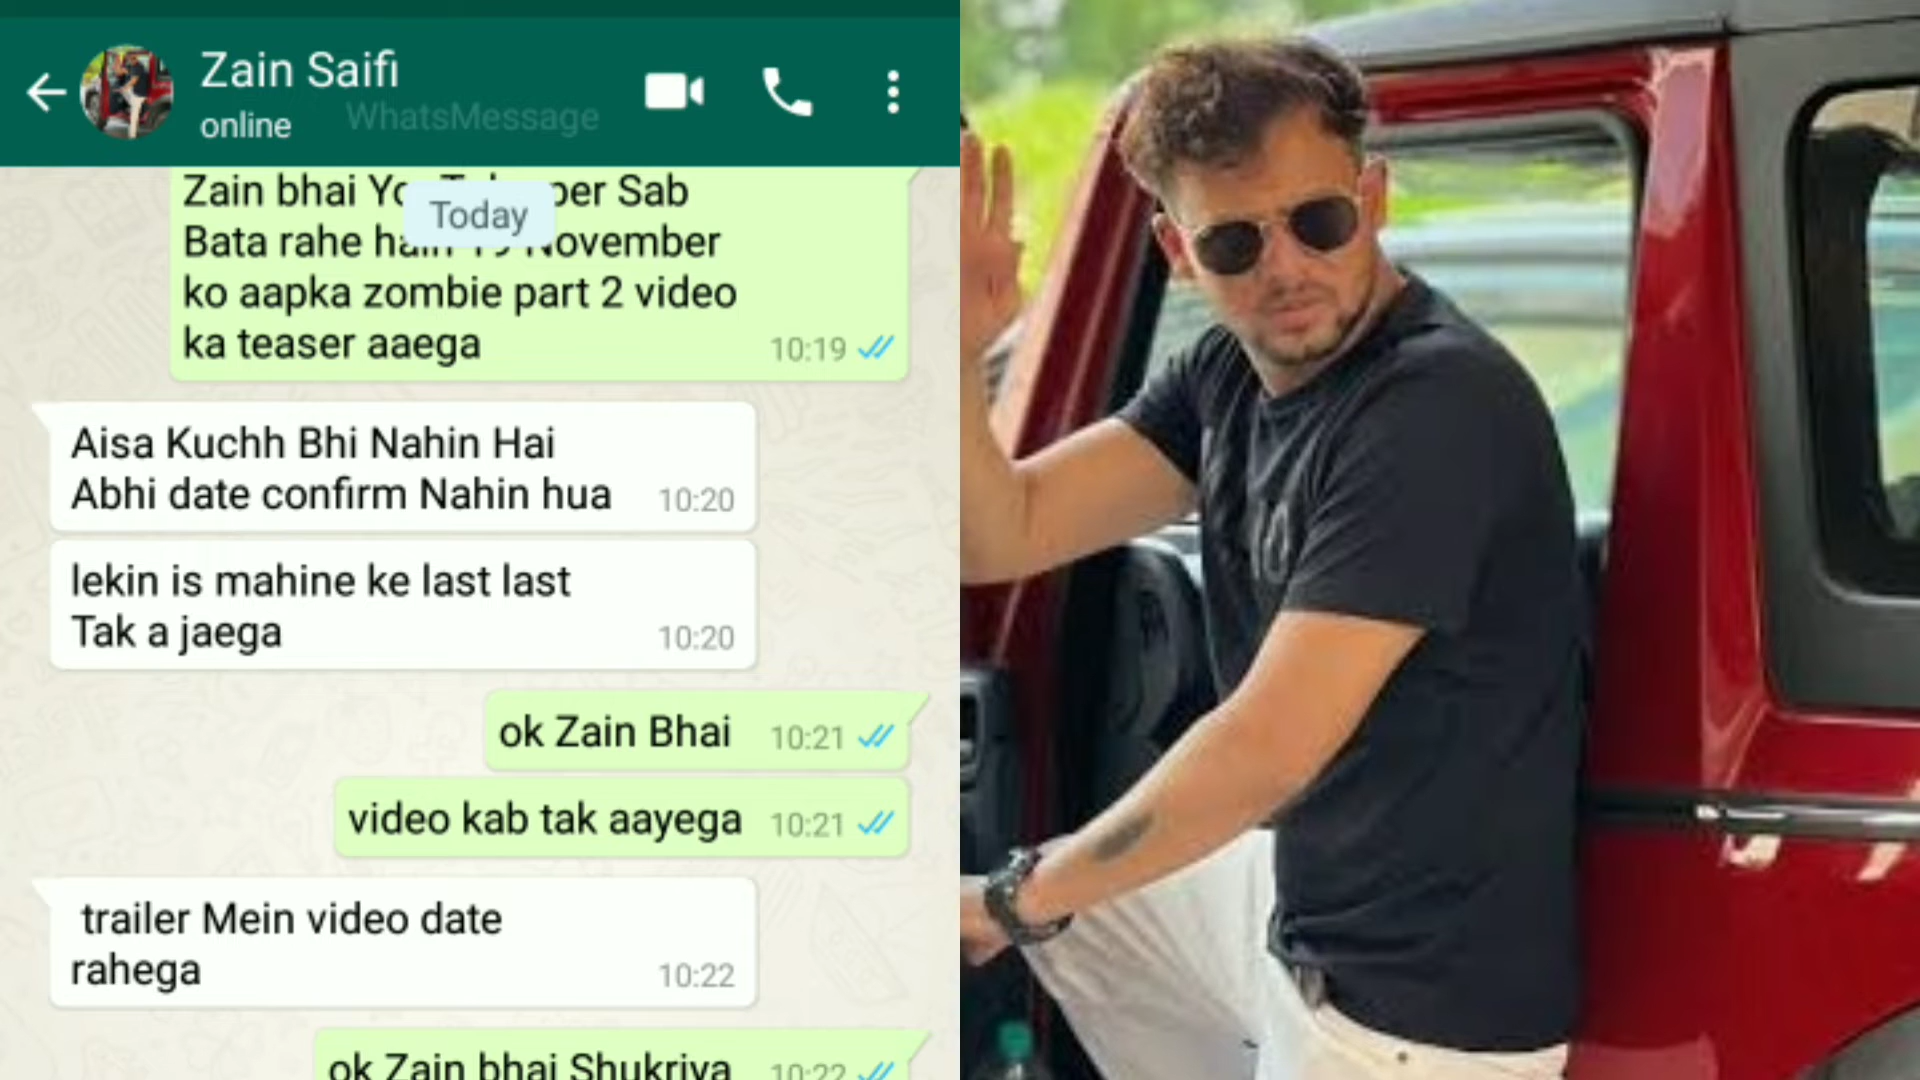 Zain Saifi
online
WhatsMessage
Zain bhai per Sab
Today
Bata rahe November
ko aapka zombie part 2 video
ka teaser aaega
10:19
Aisa Kuchh Bhi Nahin Hai
Abhi date confirm Nahin hua
10:20
lekin is mahine ke last last
Tak a jaega
10:20
ok Zain Bhai
10:21
video kab tak aayega
10:21
trailer Mein video date
rahega
10:22
ok Zain bhai Shukriya
10:22